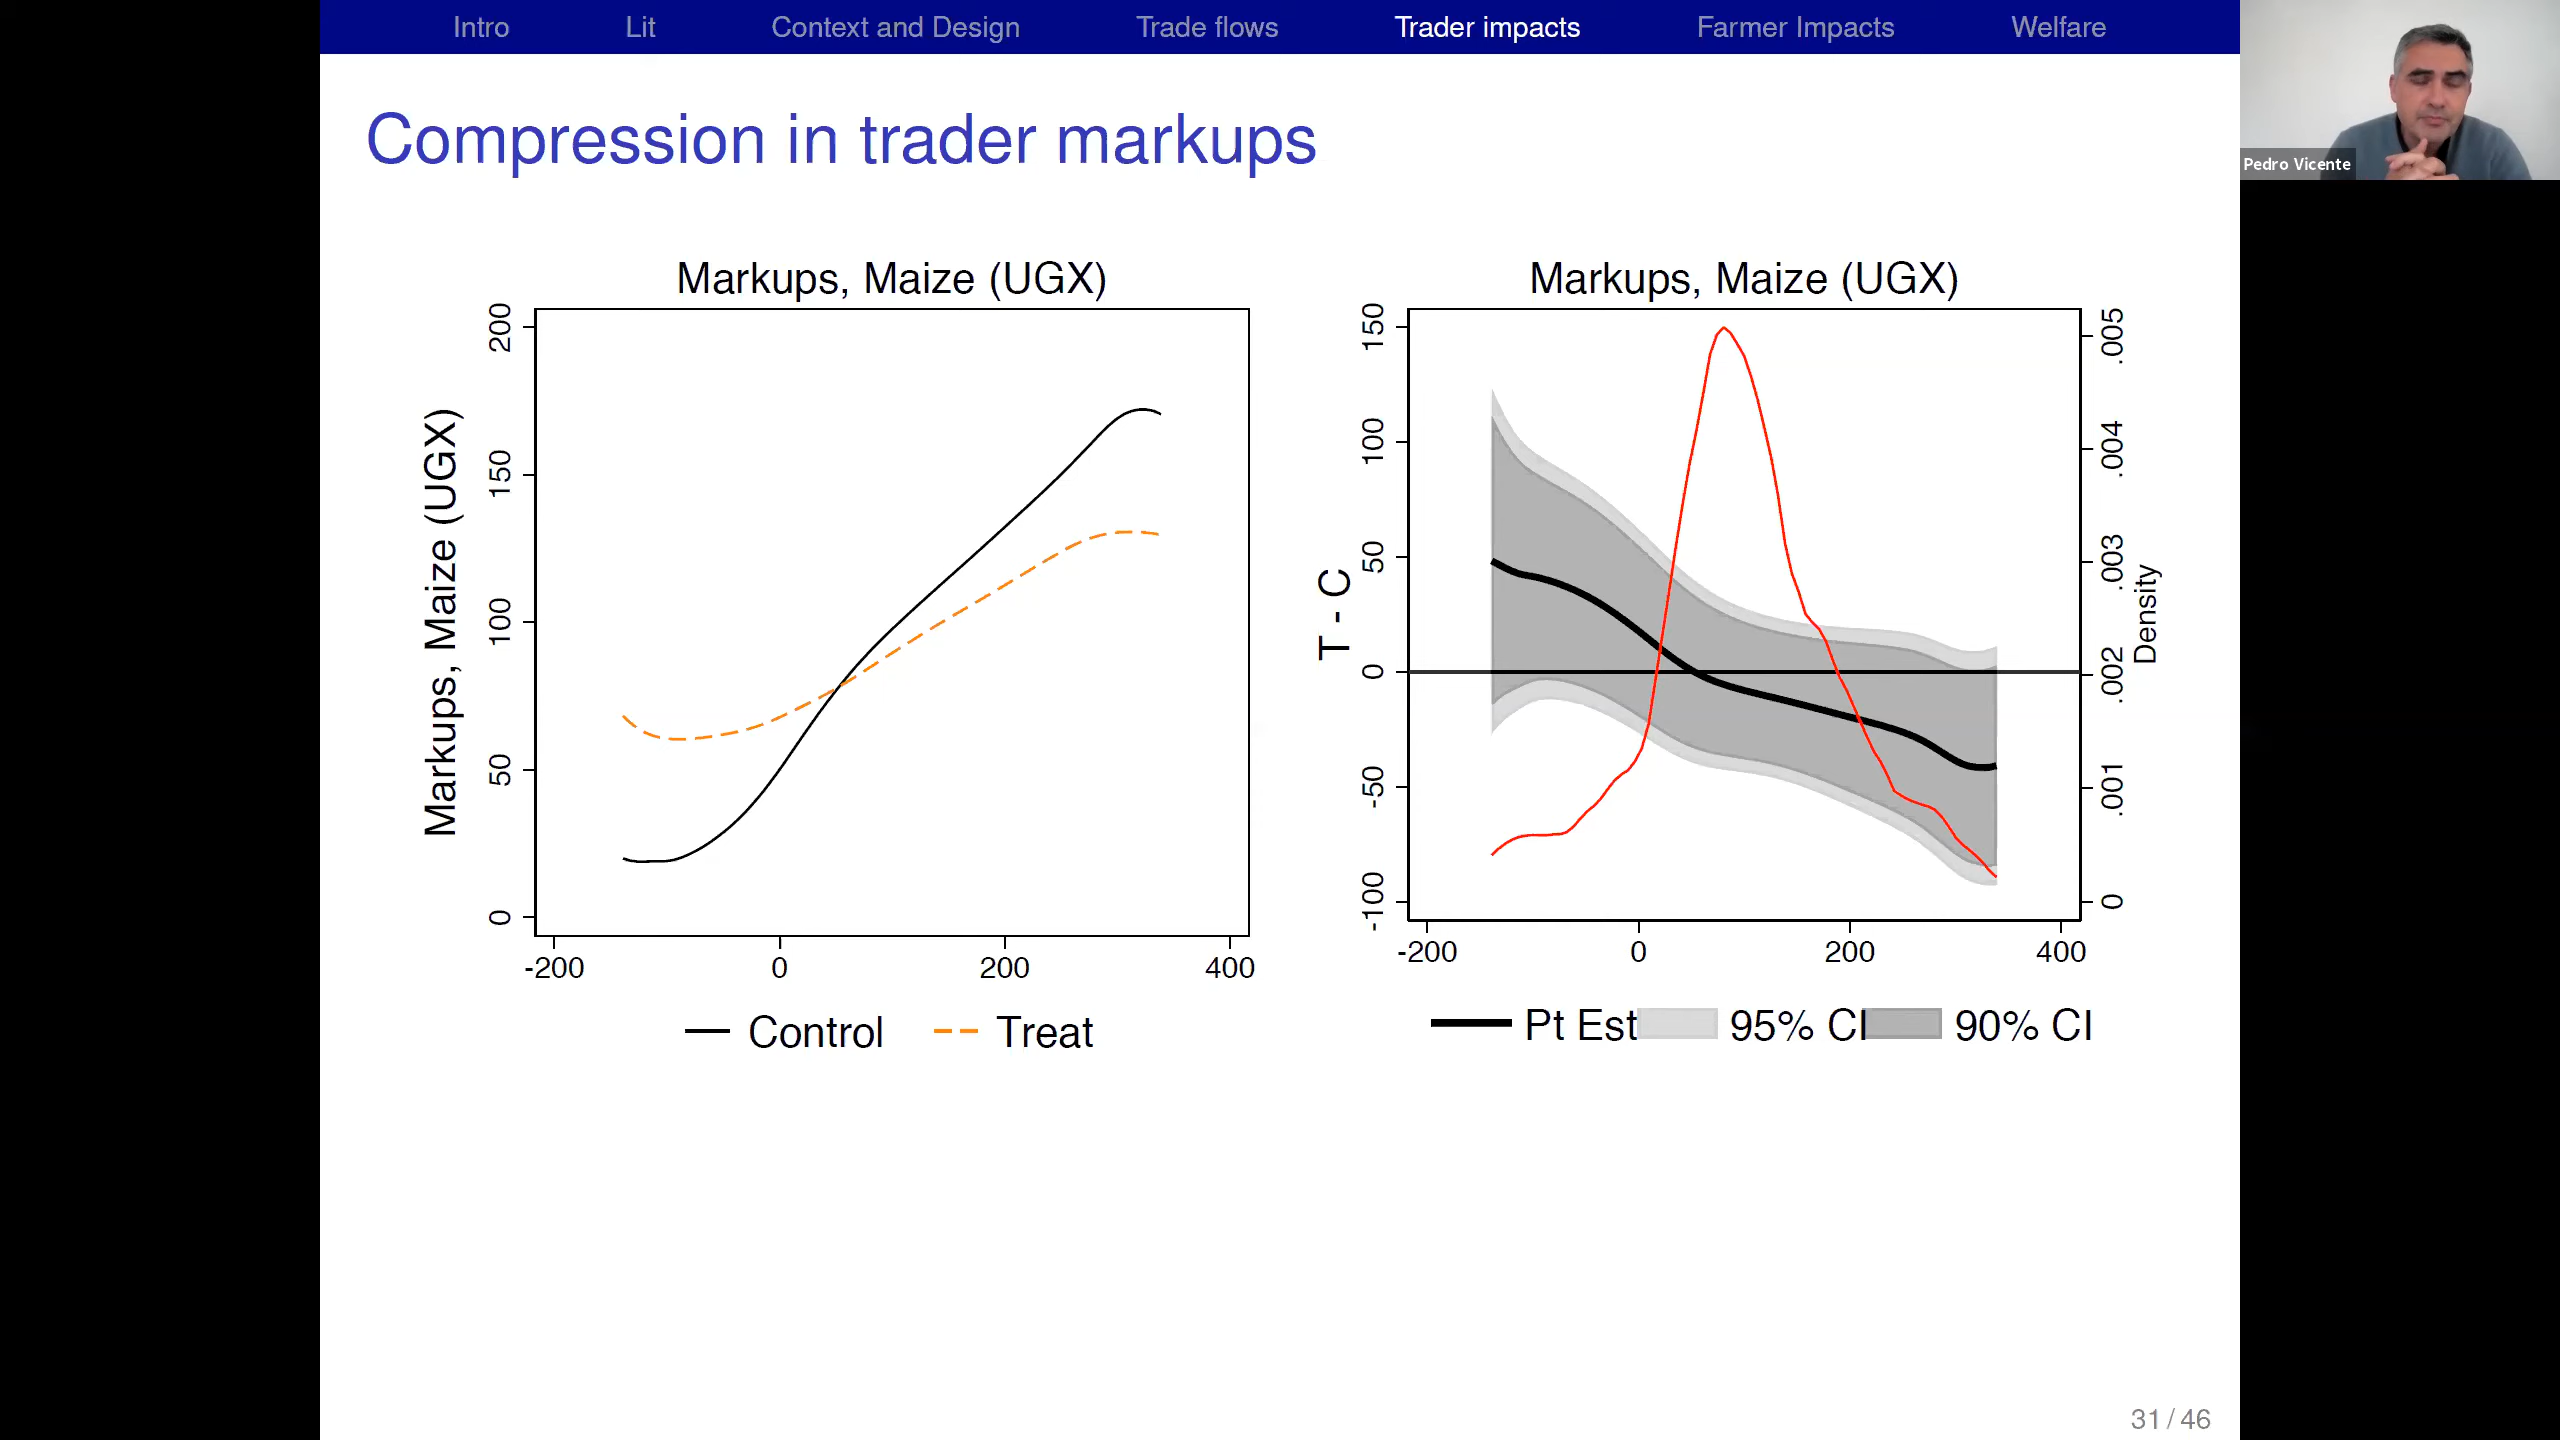 Intro Lit Context and Design Trade flows Trader impacts Farmer Impacts Welfare
Pedro Vicente
Compression in trader markups
Markups, Maize (UGX)
Markups, Maize (UGX)
200
150
100
50
0
-200 0 200 400
Control Treat
Markups, Maize (UGX)
T - C
150
100
50
0
-50
-100
.005
.004
.003
.002
.001
0
Density
-200 0 200 400
Pt Est 95% CI 90% CI
31 / 46